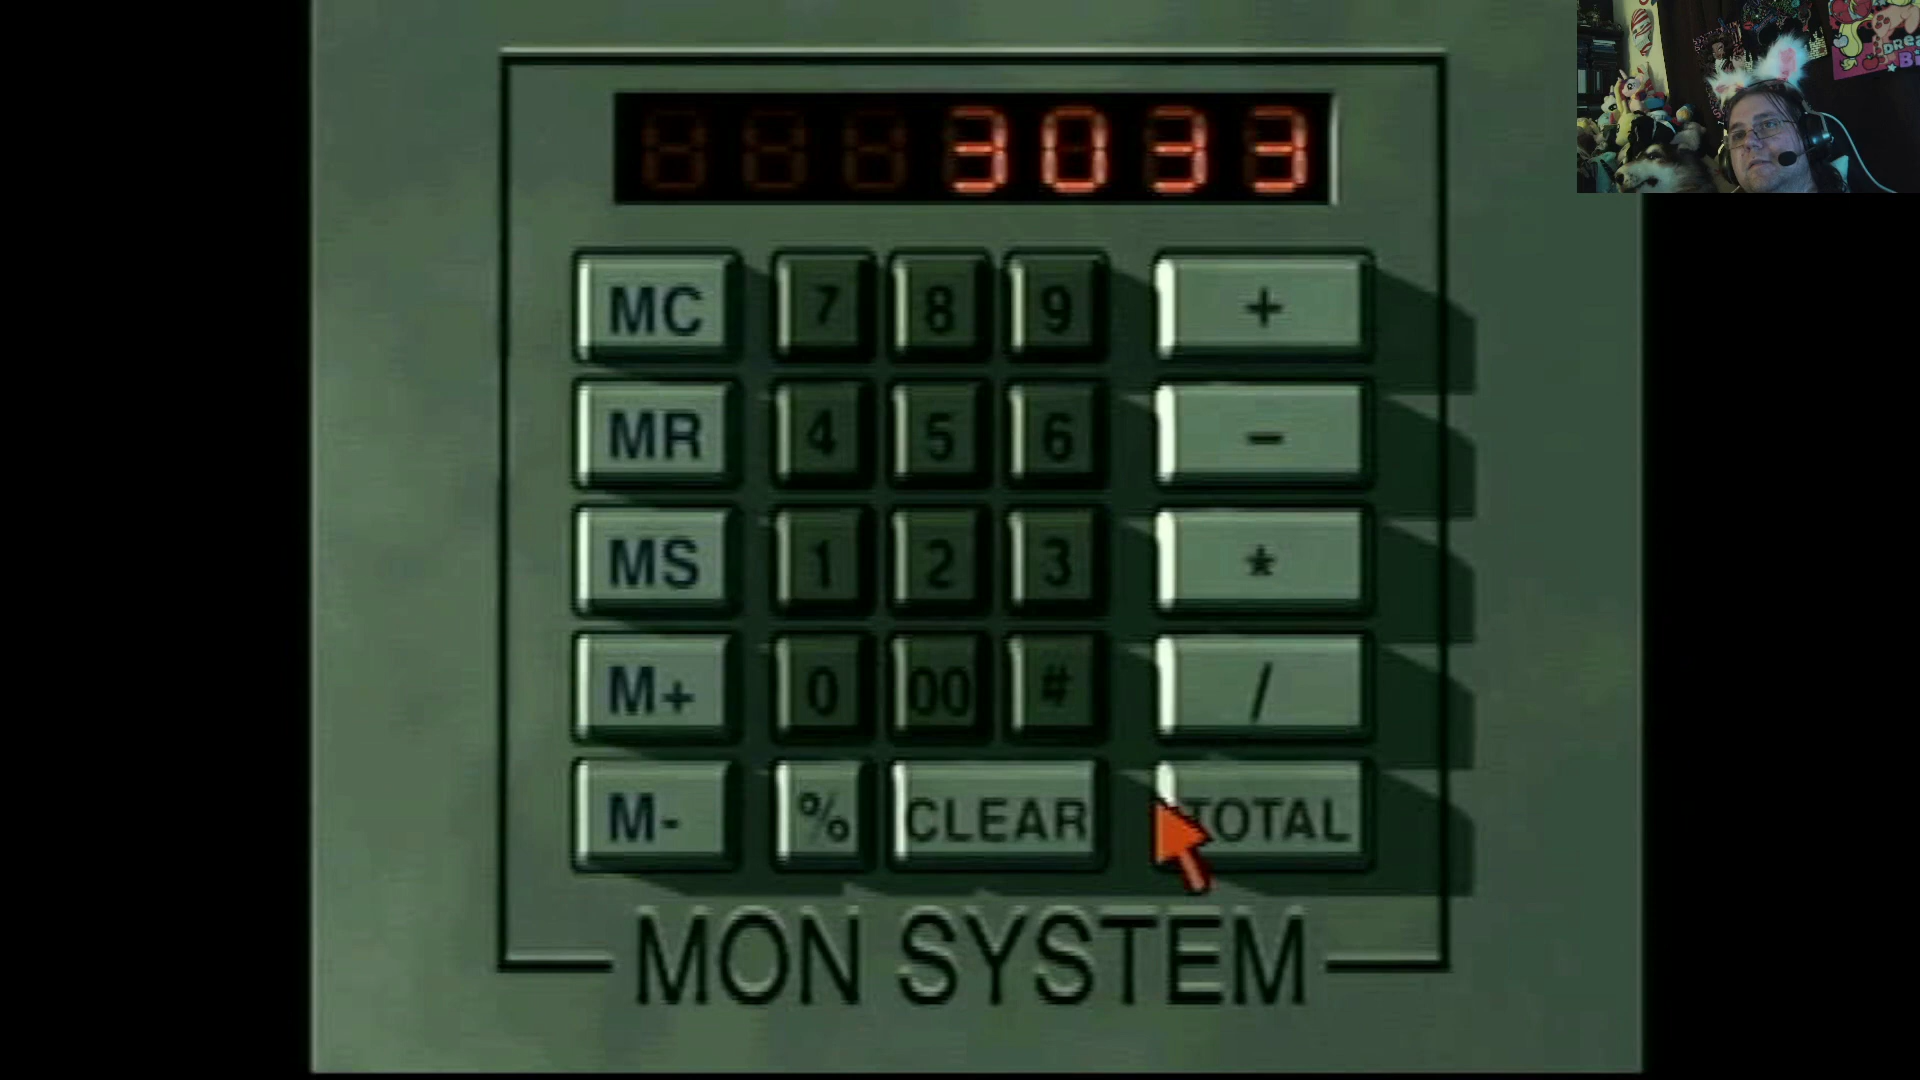 3033
MC 7 8 9 +
MR 4 5 6 -
MS 1 2 3 *
M+ 0 00 # /
M- % CLEAR TOTAL
MON SYSTEM